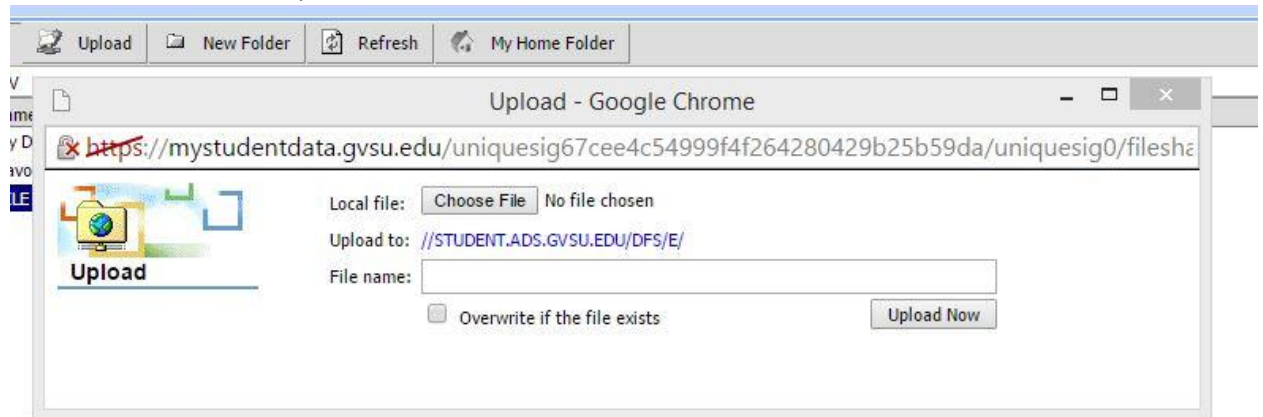 Upload New Folder Refresh My Home Folder
Upload - Google Chrome
https://mystudentdata.gvsu.edu/uniquesig67cee4c54999f4f264280429b25b59da/uniquesig0/filesha
Local file: Choose File No file chosen
Upload to: //STUDENT.ADS.GVSU.EDU/DFS/E/
Upload
File name:
Overwrite if the file exists Upload Now